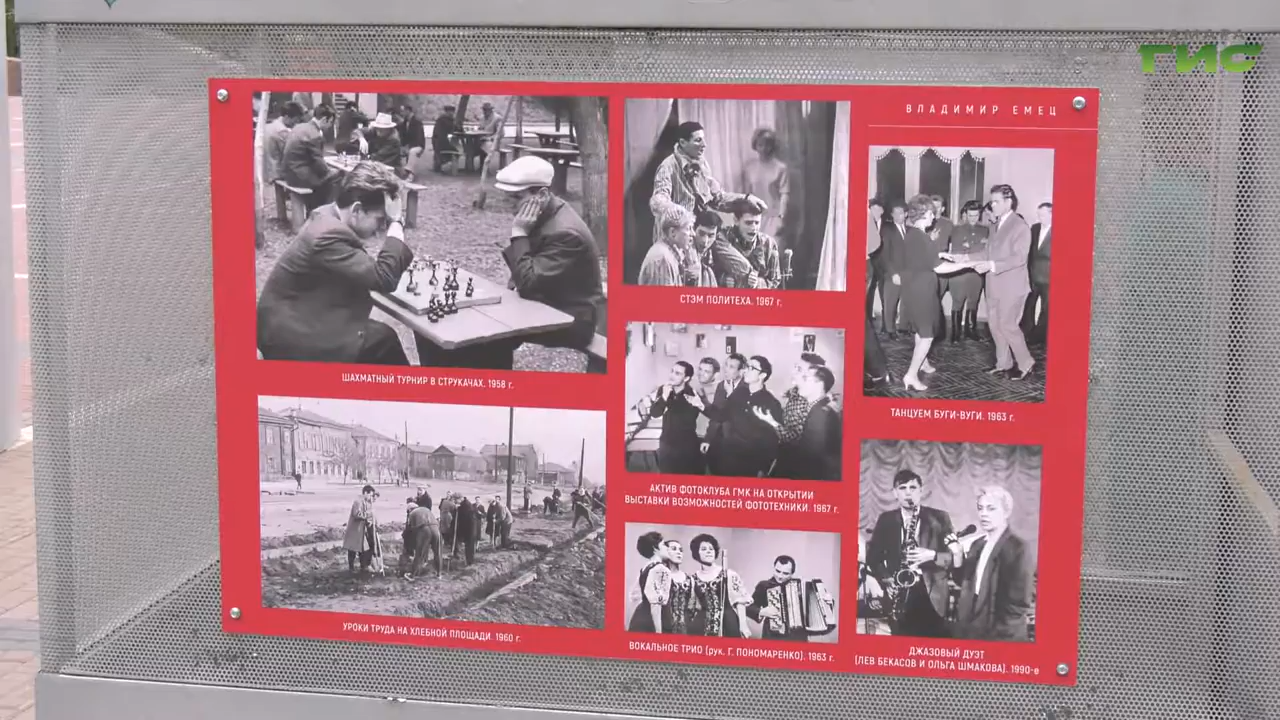 САМАРА
ГИС
ВЛАДИМИР ЕМЕЦ
ШАХМАТНЫЙ ТУРНИР В СТРУКАЧАХ. 1958 г.
СТЭМ ПОЛИТЕХА. 1967 г.
ТАНЦУЕМ БУГИ-ВУГИ. 1963 г.
АКТИВ ФОТОКЛУБА ГМК НА ОТКРЫТИИ
ВЫСТАВКИ ВОЗМОЖНОСТЕЙ ФОТОТЕХНИКИ. 1967 г.
УРОКИ ТРУДА НА ХЛЕБНОЙ ПЛОЩАДИ. 1960 г.
ВОКАЛЬНОЕ ТРИО (рук. Г. ПОНОМАРЕНКО). 1963 г.
ДЖАЗОВЫЙ ДУЭТ
(ЛЕВ БЕКАСОВ И ОЛЬГА ШМАКОВА). 1990-е